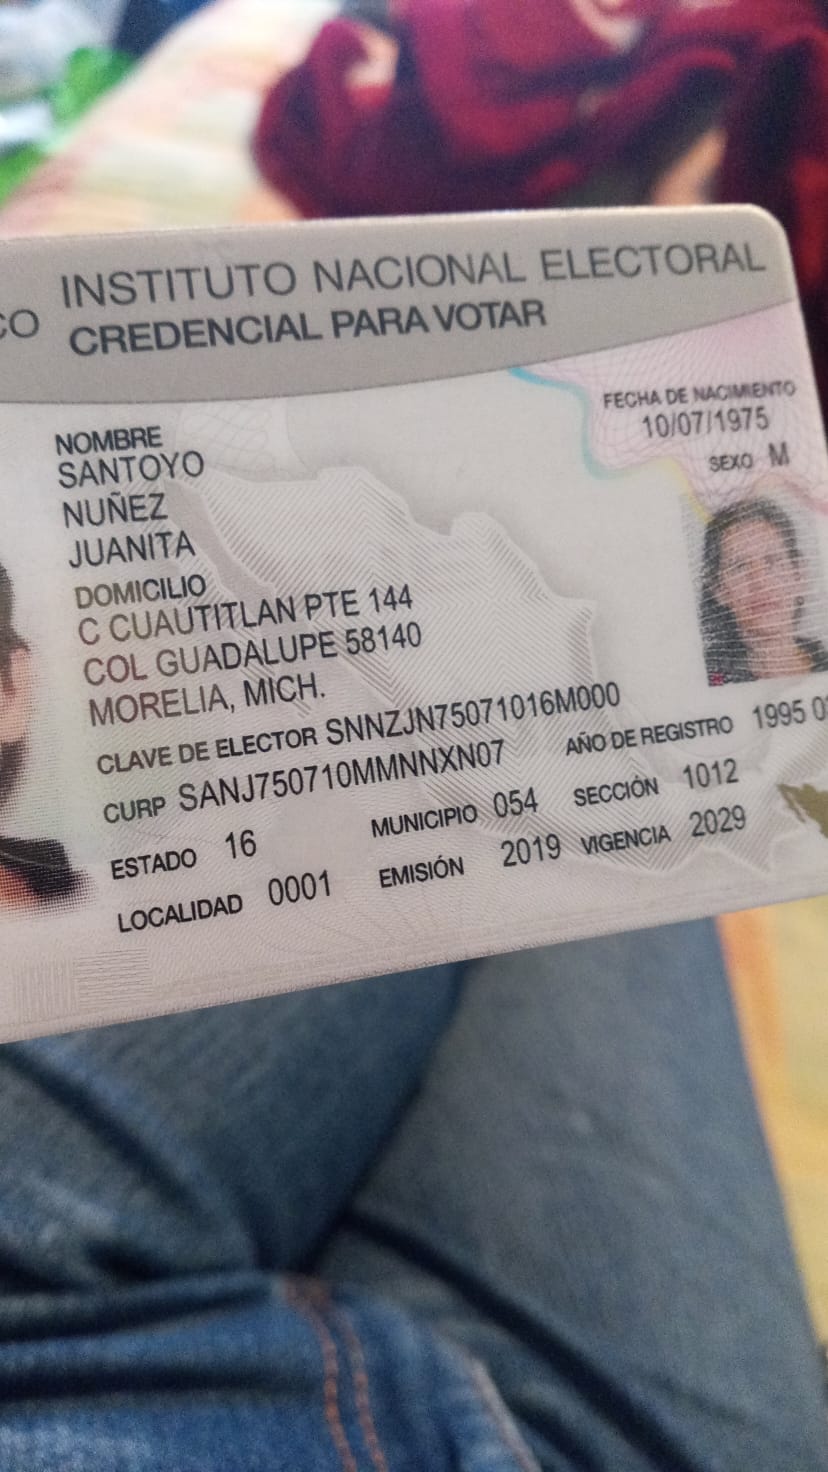 INSTITUTO NACIONAL ELECTORAL
CO CREDENCIAL PARA VOTAR
FECHA DE NACIMIENTO
10/07/1975
SEXO M
NOMBRE
SANTOYO
NUÑEZ
JUANITA
DOMICILIO
C CUAUTITLAN PTE 144
COL GUADALUPE 58140
MORELIA, MICH.
CLAVE DE ELECTOR SNNZJN75071016M000
CURP SANJ750710MMNNXN07 AÑO DE REGISTRO 1995 0
ESTADO 16 MUNICIPIO 054 SECCIÓN 1012
LOCALIDAD 0001 EMISIÓN 2019 VIGENCIA 2029